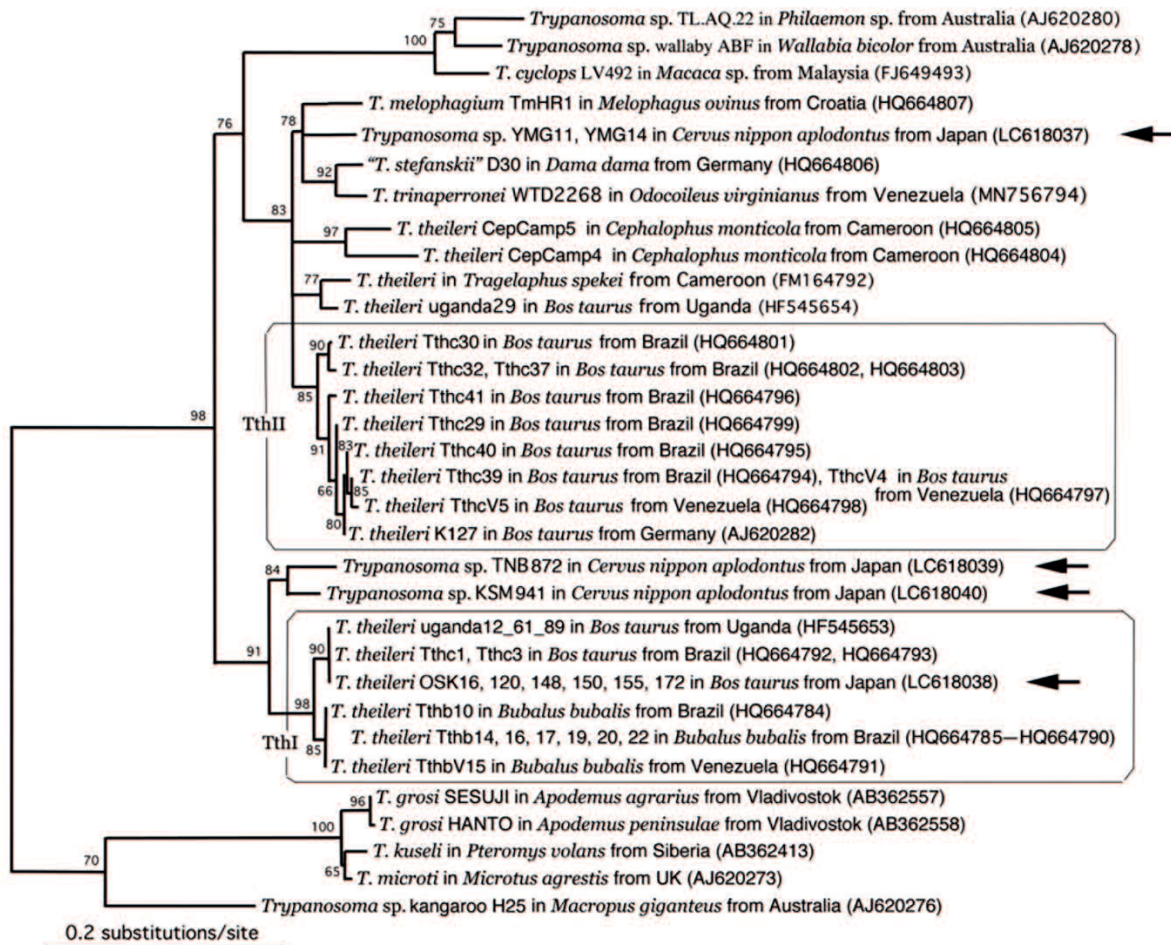 75
Trypanosoma sp. TL.AQ.22 in Philaemon sp. from Australia (AJ620280)
100
Trypanosoma sp. wallaby ABF in Wallabia bicolor from Australia (AJ620278)
T. cyclops LV492 in Macaca sp. from Malaysia (FJ649493)
76
78
T. melophagium TmHR1 in Melophagus ovinus from Croatia (HQ664807)
Trypanosoma sp. YMG11, YMG14 in Cervus nippon aplodontus from Japan (LC618037)
92
“T. stefanskii” D30 in Dama dama from Germany (HQ664806)
T. trinaperronei WTD2268 in Odocoileus virginianus from Venezuela (MN756794)
83
97
T. theileri CepCamp5 in Cephalophus monticola from Cameroon (HQ664805)
T. theileri CepCamp4 in Cephalophus monticola from Cameroon (HQ664804)
77
T. theileri in Tragelaphus spekei from Cameroon (FM164792)
T. theileri uganda29 in Bos taurus from Uganda (HF545654)
90
T. theileri Tthc30 in Bos taurus from Brazil (HQ664801)
T. theileri Tthc32, Tthc37 in Bos taurus from Brazil (HQ664802, HQ664803)
85
T. theileri Tthc41 in Bos taurus from Brazil (HQ664796)
98
TthII
T. theileri Tthc29 in Bos taurus from Brazil (HQ664799)
91
83
T. theileri Tthc40 in Bos taurus from Brazil (HQ664795)
T. theileri Tthc39 in Bos taurus from Brazil (HQ664794), TthcV4 in Bos taurus
from Venezuela (HQ664797)
66
85
T. theileri TthcV5 in Bos taurus from Venezuela (HQ664798)
80
T. theileri K127 in Bos taurus from Germany (AJ620282)
84
Trypanosoma sp. TNB872 in Cervus nippon aplodontus from Japan (LC618039)
Trypanosoma sp. KSM941 in Cervus nippon aplodontus from Japan (LC618040)
91
T. theileri uganda12_61_89 in Bos taurus from Uganda (HF545653)
90
T. theileri Tthc1, Tthc3 in Bos taurus from Brazil (HQ664792, HQ664793)
T. theileri OSK16, 120, 148, 150, 155, 172 in Bos taurus from Japan (LC618038)
98
T. theileri Tthb10 in Bubalus bubalis from Brazil (HQ664784)
TthI
85
T. theileri Tthb14, 16, 17, 19, 20, 22 in Bubalus bubalis from Brazil (HQ664785—HQ664790)
T. theileri TthbV15 in Bubalus bubalis from Venezuela (HQ664791)
96
T. grosi SESUJI in Apodemus agrarius from Vladivostok (AB362557)
100
T. grosi HANTO in Apodemus peninsulae from Vladivostok (AB362558)
70
T. kuseli in Pteromys volans from Siberia (AB362413)
65
T. microti in Microtus agrestis from UK (AJ620273)
Trypanosoma sp. kangaroo H25 in Macropus giganteus from Australia (AJ620276)
0.2 substitutions/site